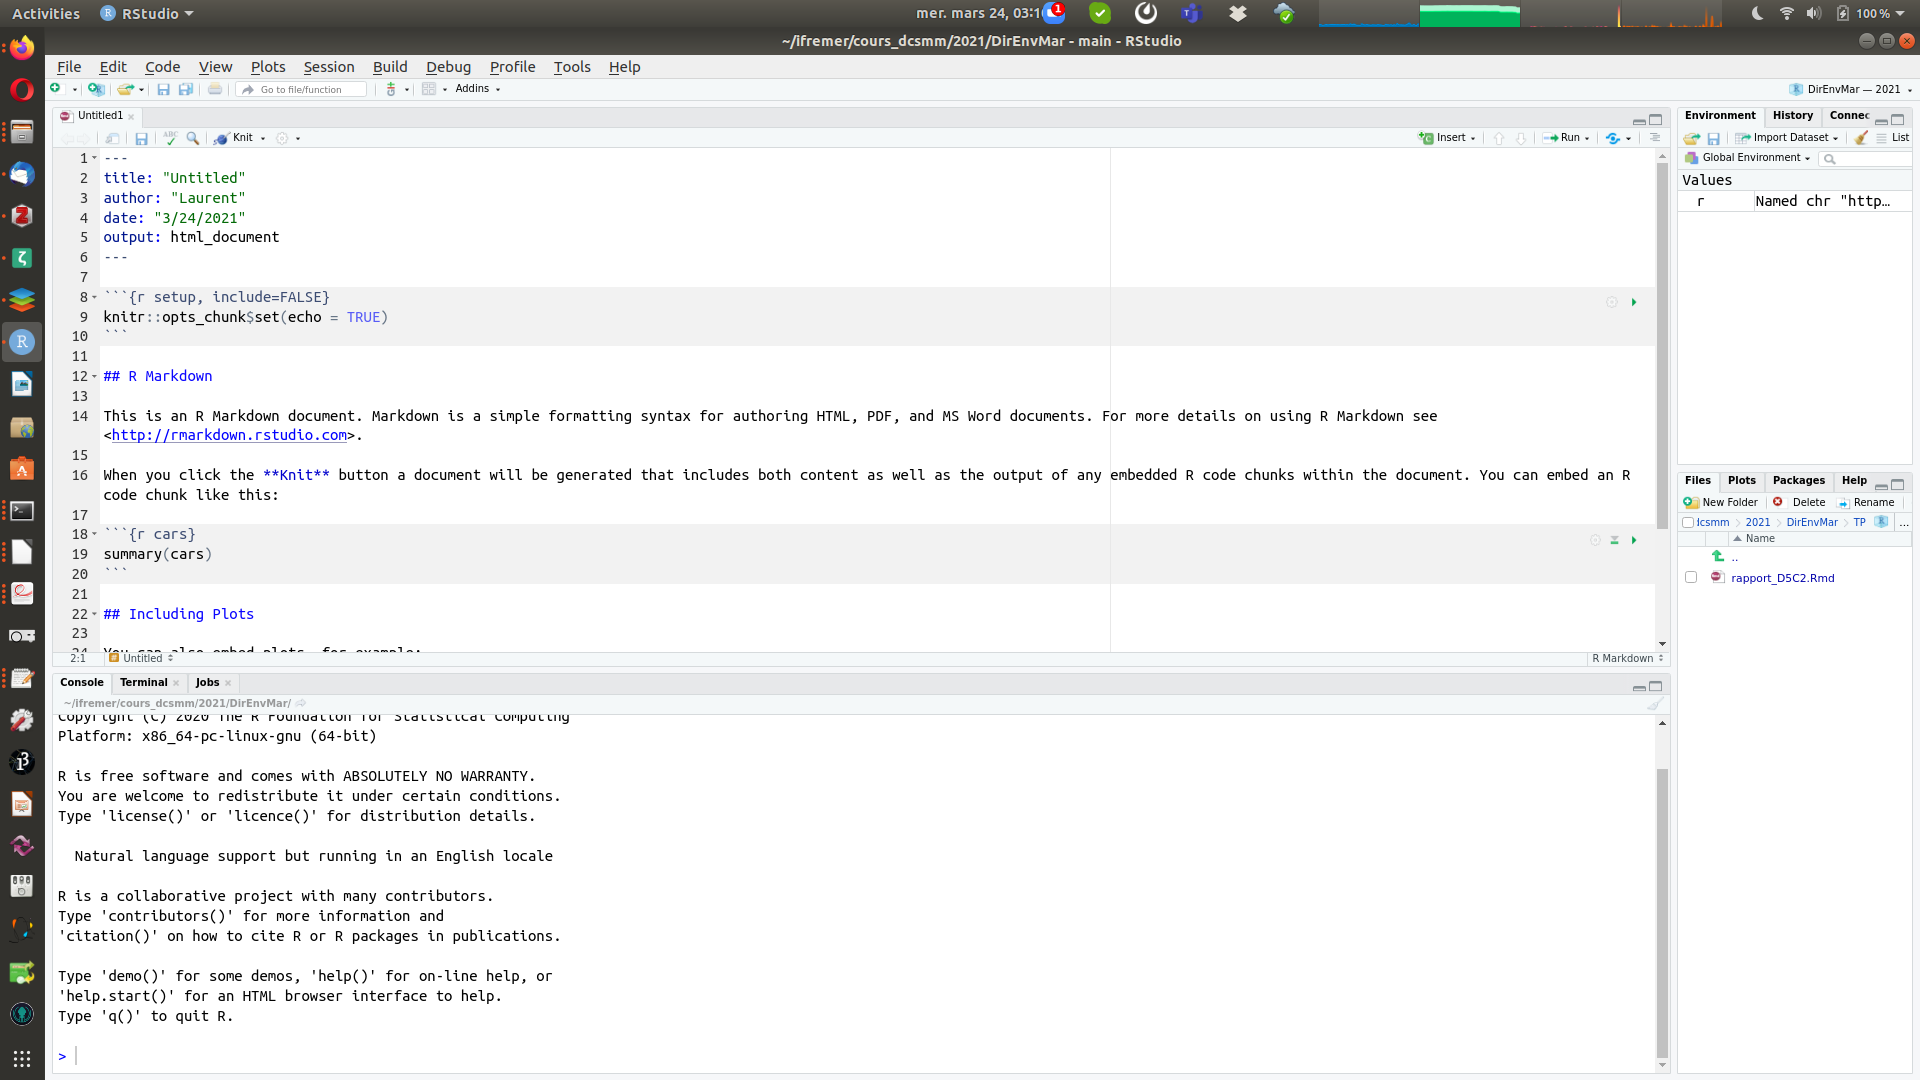 Activities
RStudio
mer. mars 24, 03:1
1
100 %
~/ifremer/cours_dcsmm/2021/DirEnvMar - main - RStudio
File Edit Code View Plots Session Build Debug Profile Tools Help
Go to file/function
Addins
DirEnvMar — 2021
Untitled1
ABC
Knit
Insert
Run
1 ---
2 title: "Untitled"
3 author: "Laurent"
4 date: "3/24/2021"
5 output: html_document
6 ---
7
8 ```{r setup, include=FALSE}
9 knitr::opts_chunk$set(echo = TRUE)
10 ```
11
12 ## R Markdown
13
14 This is an R Markdown document. Markdown is a simple formatting syntax for authoring HTML, PDF, and MS Word documents. For more details on using R Markdown see
<http://rmarkdown.rstudio.com>.
15
16 When you click the **Knit** button a document will be generated that includes both content as well as the output of any embedded R code chunks within the document. You can embed an R
code chunk like this:
17
18 ```{r cars}
19 summary(cars)
20 ```
21
22 ## Including Plots
23
24 You can also embed plots, for example:
2:1
Untitled
R Markdown
Console Terminal Jobs
~/ifremer/cours_dcsmm/2021/DirEnvMar/
Copyright (C) 2020 The R Foundation for Statistical Computing
Platform: x86_64-pc-linux-gnu (64-bit)
R is free software and comes with ABSOLUTELY NO WARRANTY.
You are welcome to redistribute it under certain conditions.
Type 'license()' or 'licence()' for distribution details.
Natural language support but running in an English locale
R is a collaborative project with many contributors.
Type 'contributors()' for more information and
'citation()' on how to cite R or R packages in publications.
Type 'demo()' for some demos, 'help()' for on-line help, or
'help.start()' for an HTML browser interface to help.
Type 'q()' to quit R.
>
Environment History Connec
Import Dataset
List
Global Environment
Values
r Named chr "http…
Files Plots Packages Help
New Folder Delete Rename
dcsmm 2021 DirEnvMar TP ...
Name
..
rapport_D5C2.Rmd